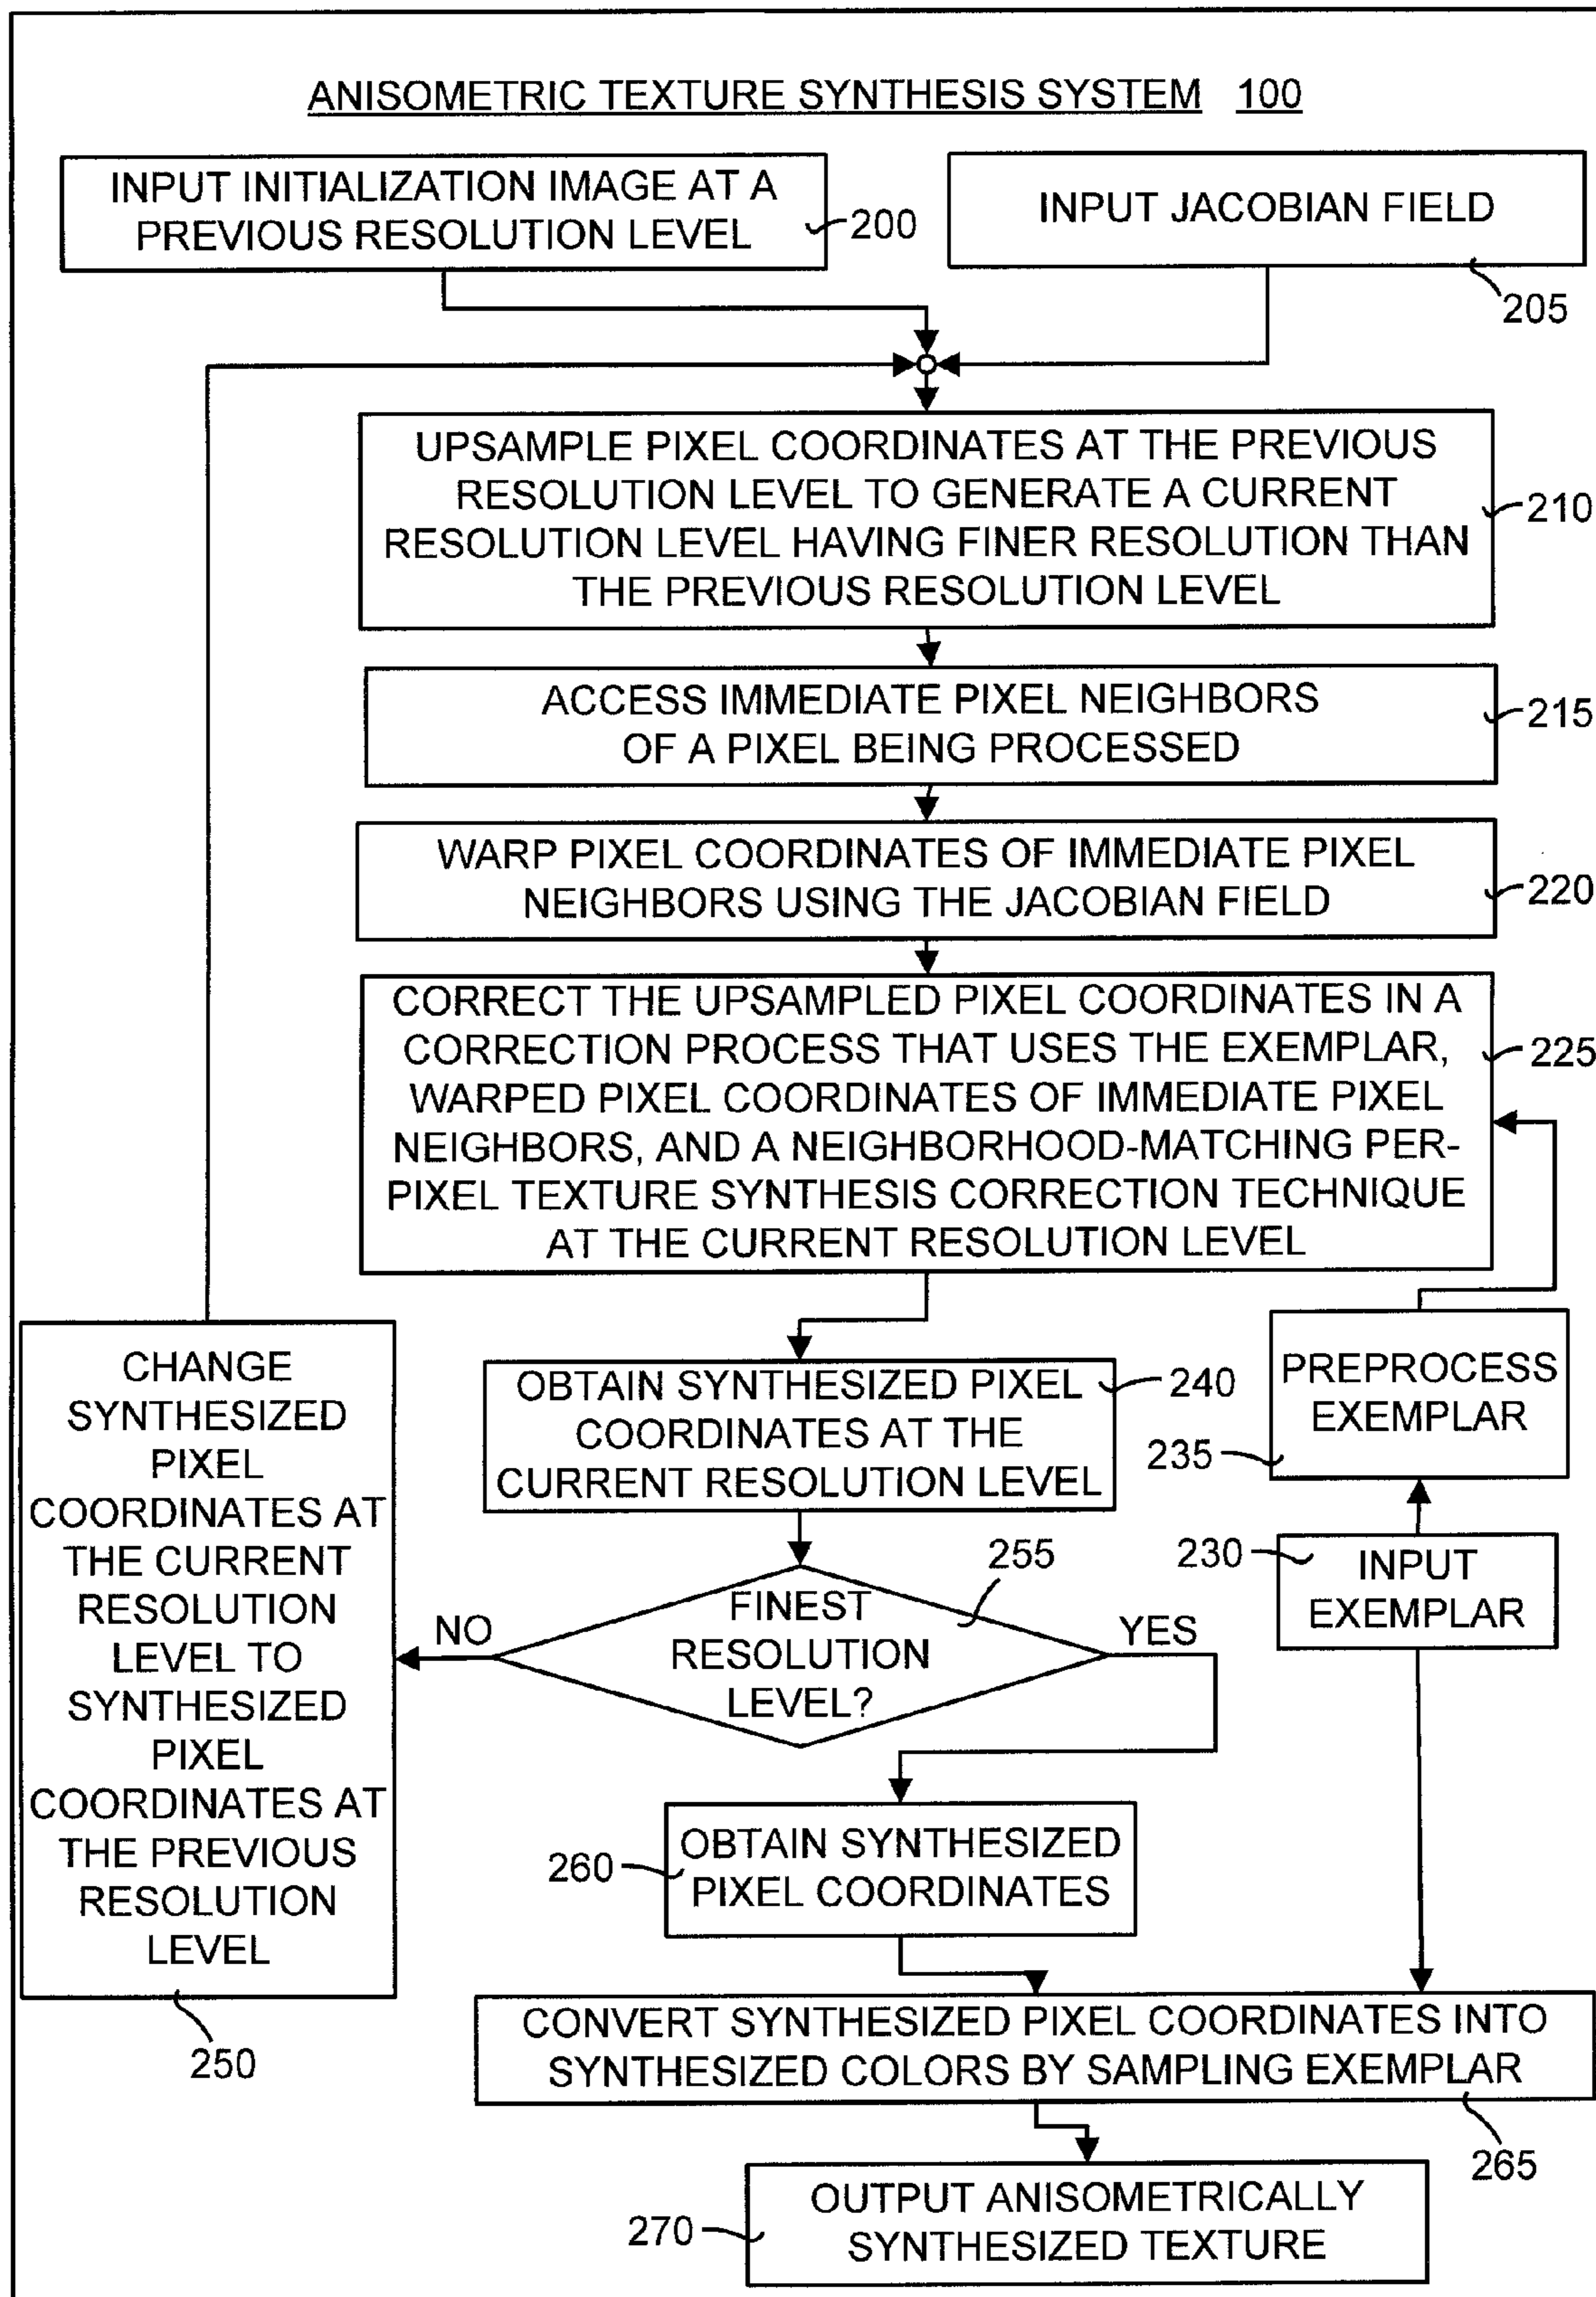 ANISOMETRIC TEXTURE SYNTHESIS SYSTEM 100
INPUT INITIALIZATION IMAGE AT A
PREVIOUS RESOLUTION LEVEL
200
INPUT JACOBIAN FIELD
205
UPSAMPLE PIXEL COORDINATES AT THE PREVIOUS
RESOLUTION LEVEL TO GENERATE A CURRENT
RESOLUTION LEVEL HAVING FINER RESOLUTION THAN
THE PREVIOUS RESOLUTION LEVEL
210
ACCESS IMMEDIATE PIXEL NEIGHBORS
OF A PIXEL BEING PROCESSED
215
WARP PIXEL COORDINATES OF IMMEDIATE PIXEL
NEIGHBORS USING THE JACOBIAN FIELD
220
CORRECT THE UPSAMPLED PIXEL COORDINATES IN A
CORRECTION PROCESS THAT USES THE EXEMPLAR,
WARPED PIXEL COORDINATES OF IMMEDIATE PIXEL
NEIGHBORS, AND A NEIGHBORHOOD-MATCHING PER-
PIXEL TEXTURE SYNTHESIS CORRECTION TECHNIQUE
AT THE CURRENT RESOLUTION LEVEL
225
CHANGE
SYNTHESIZED
PIXEL
COORDINATES AT
THE CURRENT
RESOLUTION
LEVEL TO
SYNTHESIZED
PIXEL
COORDINATES AT
THE PREVIOUS
RESOLUTION
LEVEL
250
OBTAIN SYNTHESIZED PIXEL
COORDINATES AT THE
CURRENT RESOLUTION LEVEL
240
PREPROCESS
EXEMPLAR
235
230
INPUT
EXEMPLAR
255
FINEST
RESOLUTION
LEVEL?
NO
YES
260
OBTAIN SYNTHESIZED
PIXEL COORDINATES
CONVERT SYNTHESIZED PIXEL COORDINATES INTO
SYNTHESIZED COLORS BY SAMPLING EXEMPLAR
265
270
OUTPUT ANISOMETRICALLY
SYNTHESIZED TEXTURE